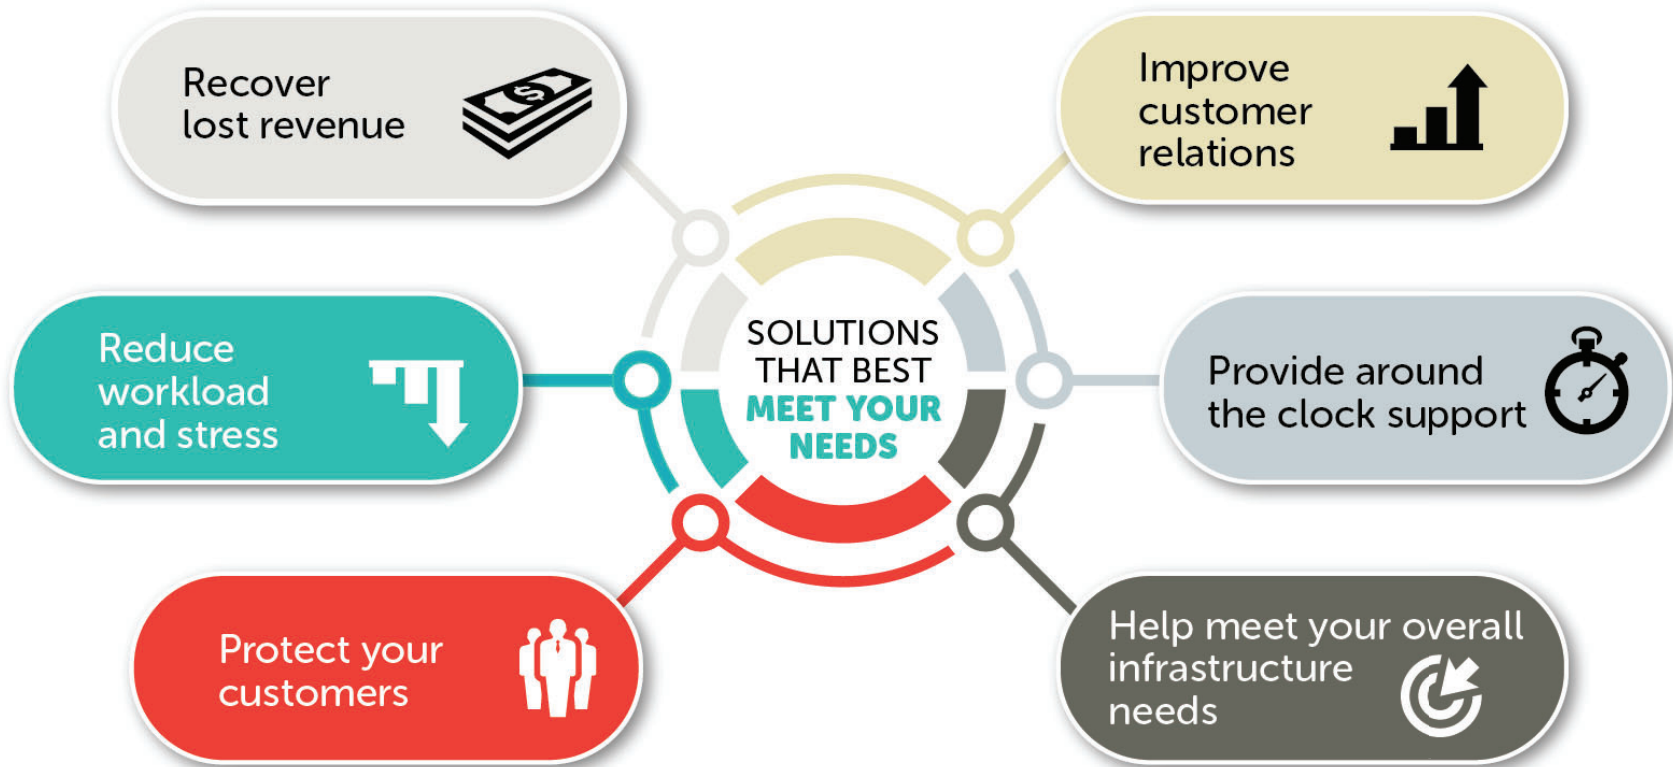 Recover
lost revenue
Improve
customer
relations
Reduce
workload
and stress
SOLUTIONS
THAT BEST
MEET YOUR
NEEDS
Provide around
the clock support
Protect your
customers
Help meet your overall
infrastructure
needs